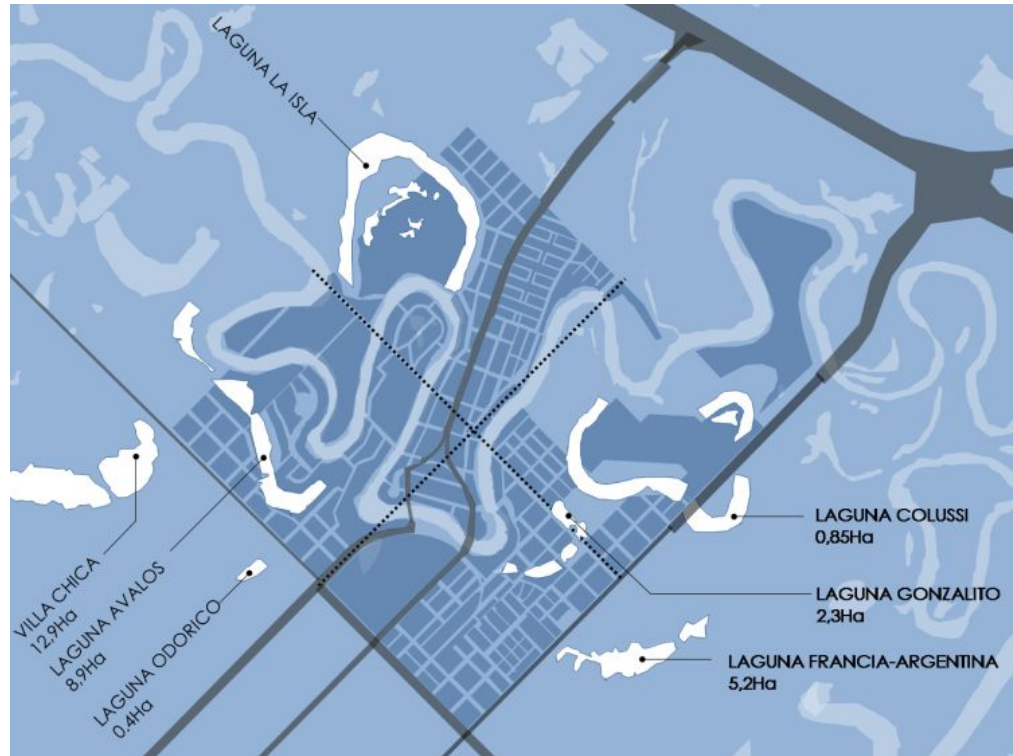 LAGUNA LA ISLA
VILLA CHICA
12,9Ha
LAGUNA AVALOS
8,9Ha
LAGUNA ODORICO
0.4Ha
LAGUNA COLUSSI
0,85Ha
LAGUNA GONZALITO
2,3Ha
LAGUNA FRANCIA-ARGENTINA
5,2Ha